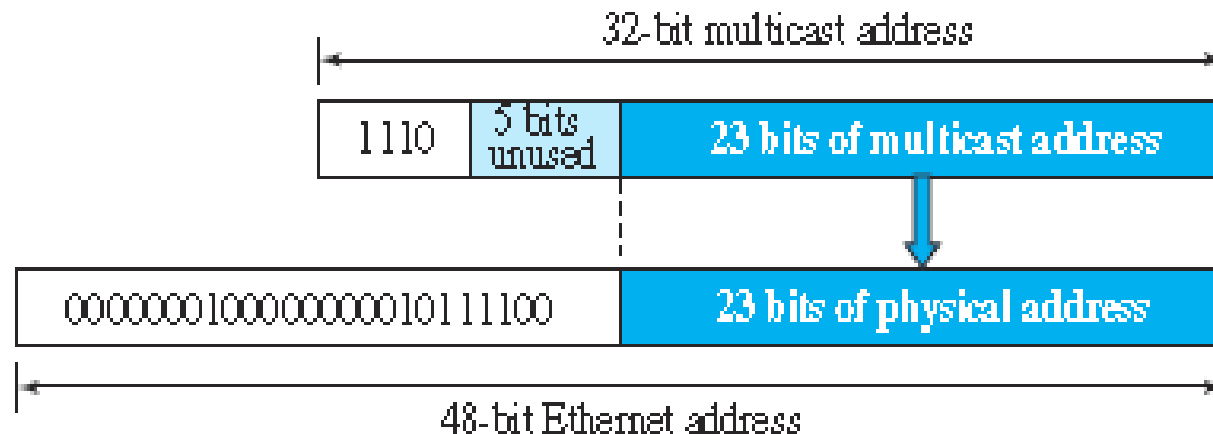 32-bit multicast address
1110
5 bits
unused
23 bits of multicast address
0000000100000000010111100
23 bits of physical address
48-bit Ethernet address